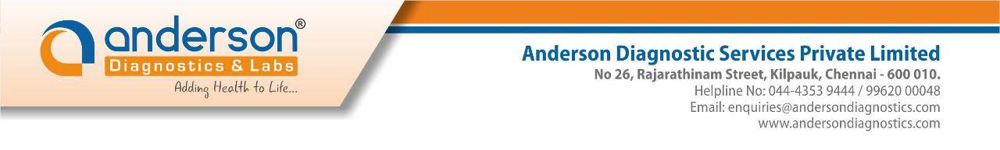 anderson®
Diagnostics & Labs
Adding Health to Life...
Anderson Diagnostic Services Private Limited
No 26, Rajarathinam Street, Kilpauk, Chennai - 600 010.
Helpline No: 044-4353 9444 / 99620 00048
Email: enquiries@andersondiagnostics.com
www.andersondiagnostics.com